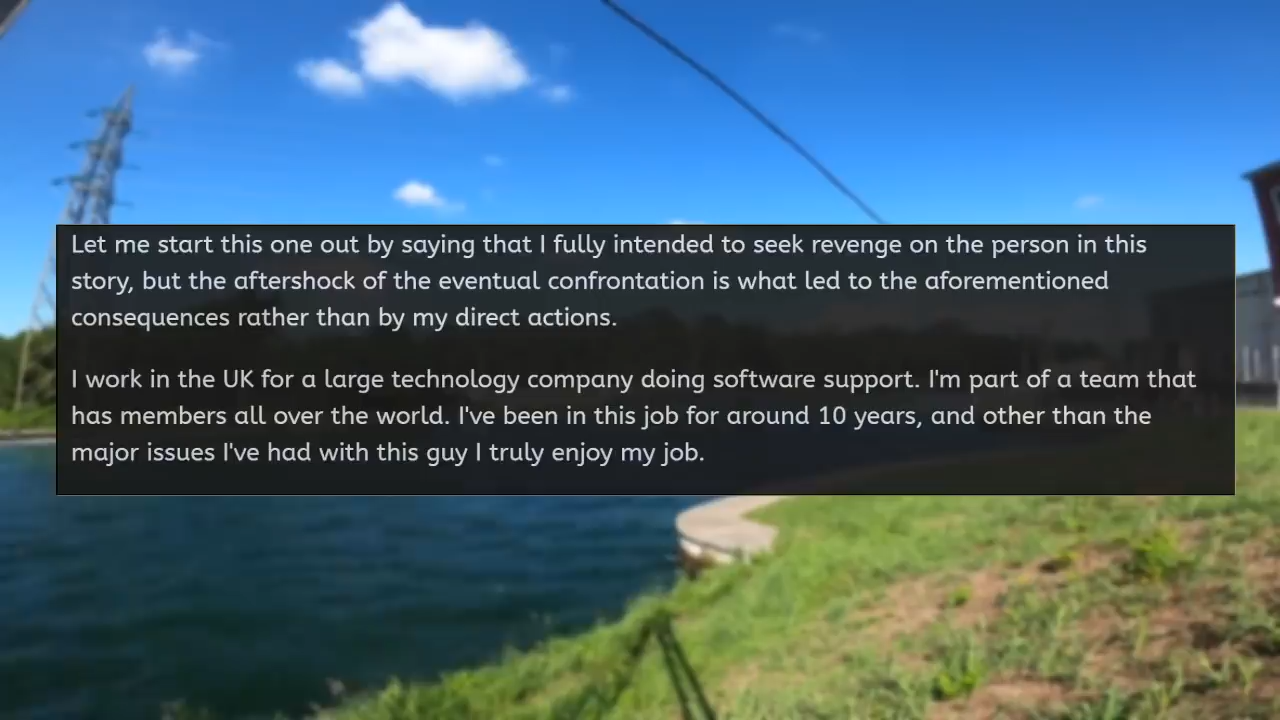 Let me start this one out by saying that I fully intended to seek revenge on the person in this
story, but the aftershock of the eventual confrontation is what led to the aforementioned
consequences rather than by my direct actions.
I work in the UK for a large technology company doing software support. I'm part of a team that
has members all over the world. I've been in this job for around 10 years, and other than the
major issues I've had with this guy I truly enjoy my job.